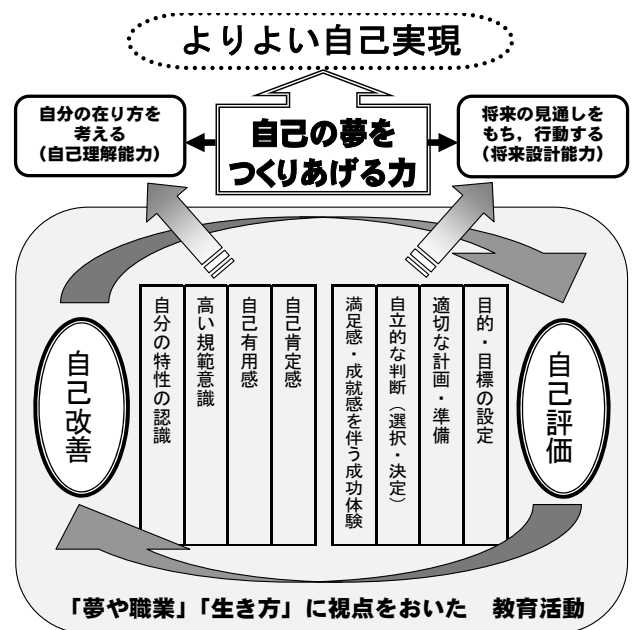 よりよい自己実現
自分の在り方を
考える
(自己理解能力)
自己の夢を
つくりあげる力
将来の見通しを
もち,行動する
(将来設計能力)
自己改善
自分の特性の認識
高い規範意識
自己有用感
自己肯定感
満足感・成就感を伴う成功体験
自立的な判断(選択・決定)
適切な計画・準備
目的・目標の設定
自己評価
「夢や職業」「生き方」に視点をおいた 教育活動